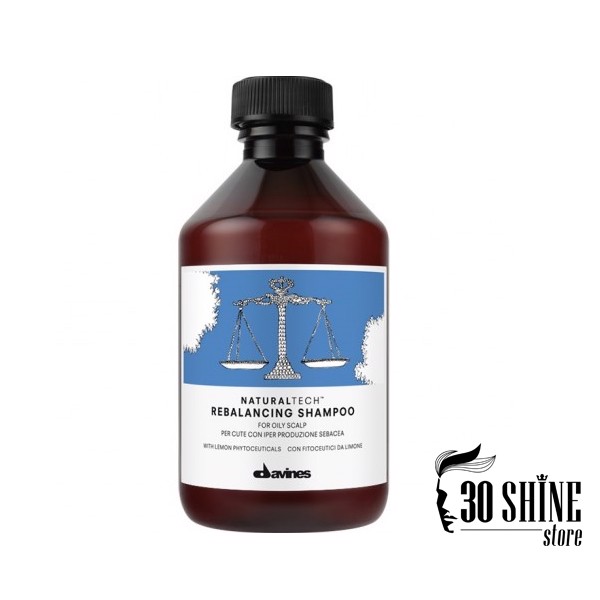 NATURALTECH™
REBALANCING SHAMPOO
FOR OILY SCALP
PER CUTE CON IPER PRODUZIONE SEBACEA
WITH LEMON PHYTOCEUTICALS CON FITOCEUTICI DA LIMONE
davines
30 SHINE
store